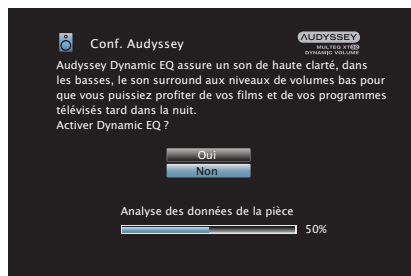 Conf. Audyssey
AUDYSSEY
MULTEQ XT32
DYNAMIC VOLUME
Audyssey Dynamic EQ assure un son de haute clarté, dans
les basses, le son surround aux niveaux de volumes bas pour
que vous puissiez profiter de vos films et de vos programmes
télévisés tard dans la nuit.
Activer Dynamic EQ ?
Oui
Non
Analyse des données de la pièce
50%